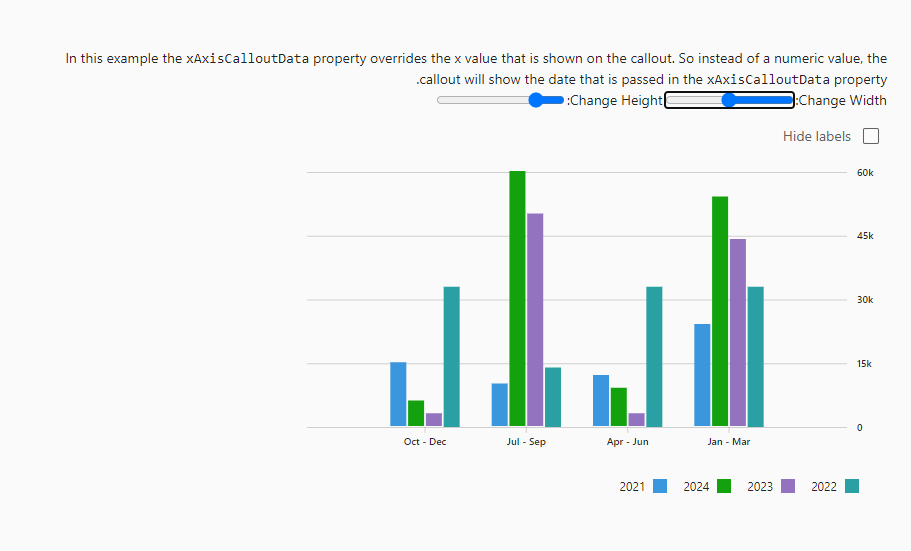 In this example the xAxisCalloutData property overrides the x value that is shown on the callout. So instead of a numeric value, the
.callout will show the date that is passed in the xAxisCalloutData property
:Change Height :Change Width
Hide labels
60k
45k
30k
15k
0
Oct - Dec Jul - Sep Apr - Jun Jan - Mar
2021 2024 2023 2022